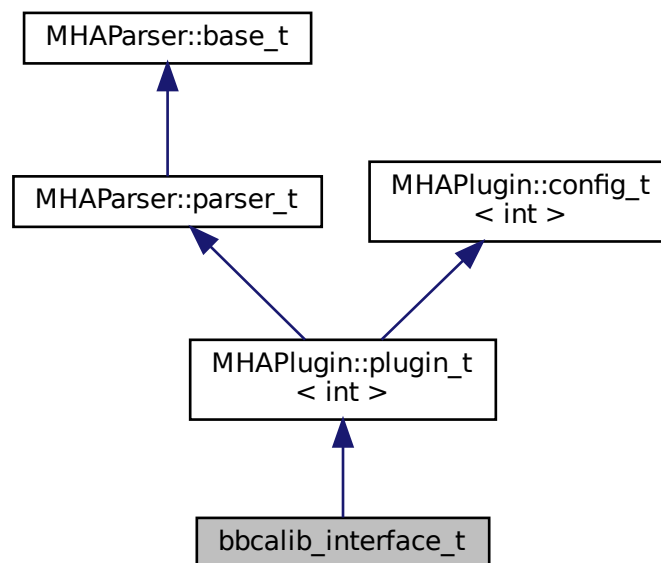 MHAParser::base_t
MHAParser::parser_t
MHAPlugin::config_t
< int >
MHAPlugin::plugin_t
< int >
bbcalib_interface_t